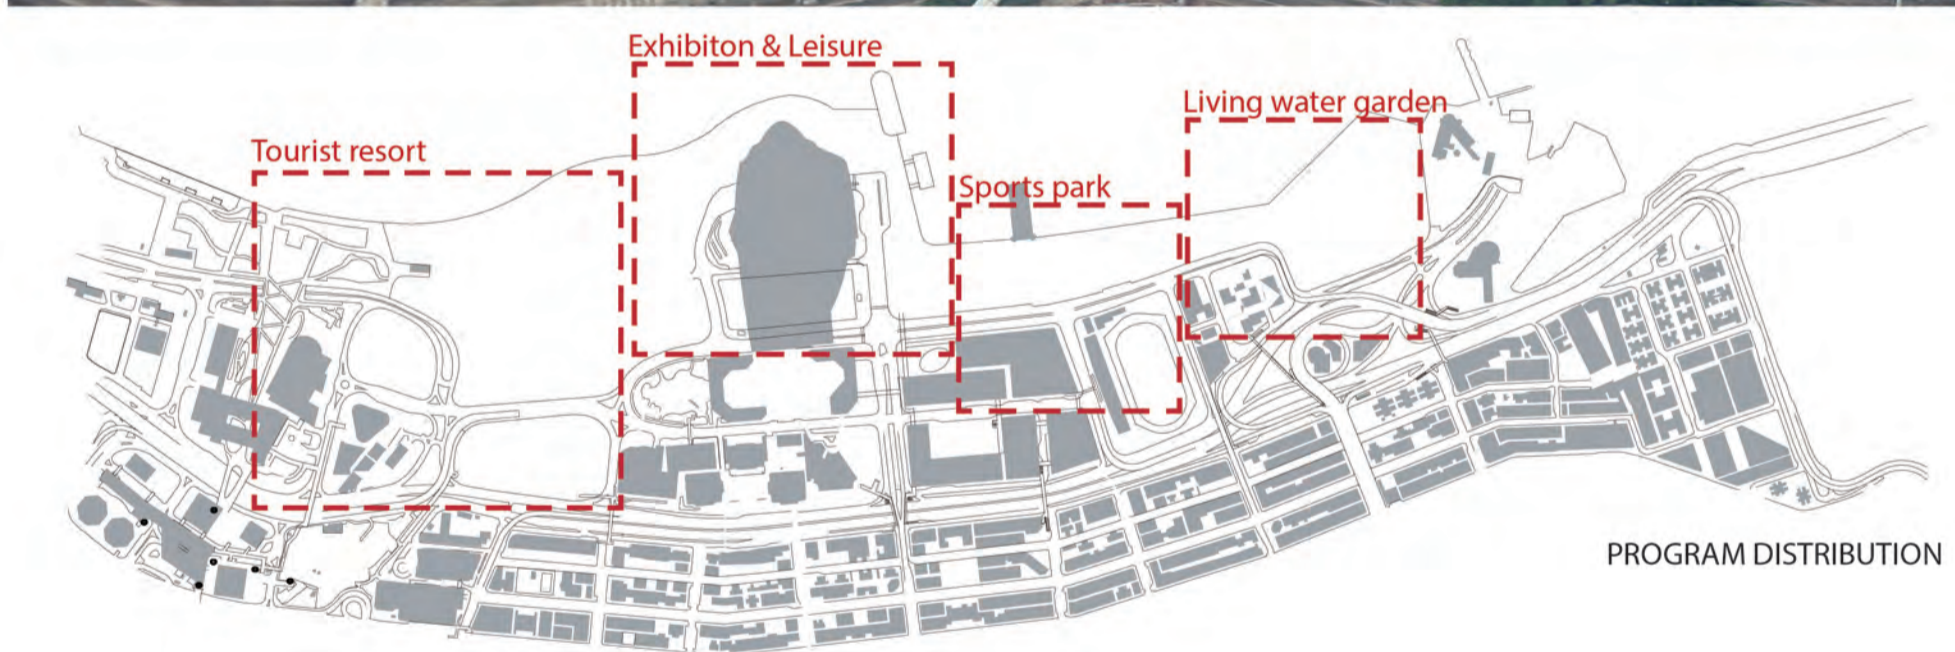 Exhibiton & Leisure
Living water garden
Tourist resort
Sports park
PROGRAM DISTRIBUTION